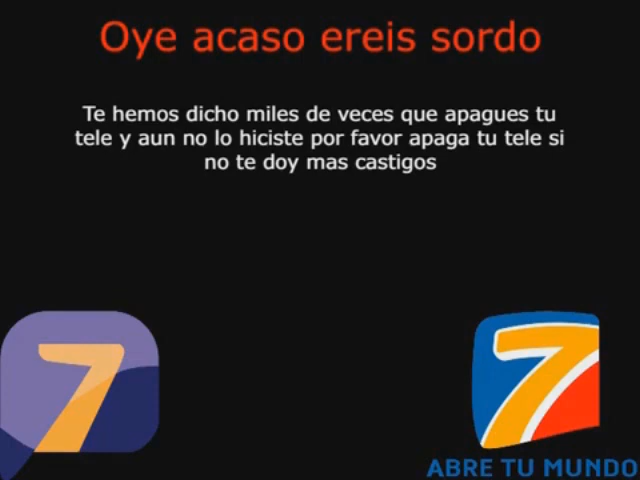 Oye acaso ereis sordo
Te hemos dicho miles de veces que apagues tu
tele y aun no lo hiciste por favor apaga tu tele si
no te doy mas castigos
7
7
ABRE TU MUNDO